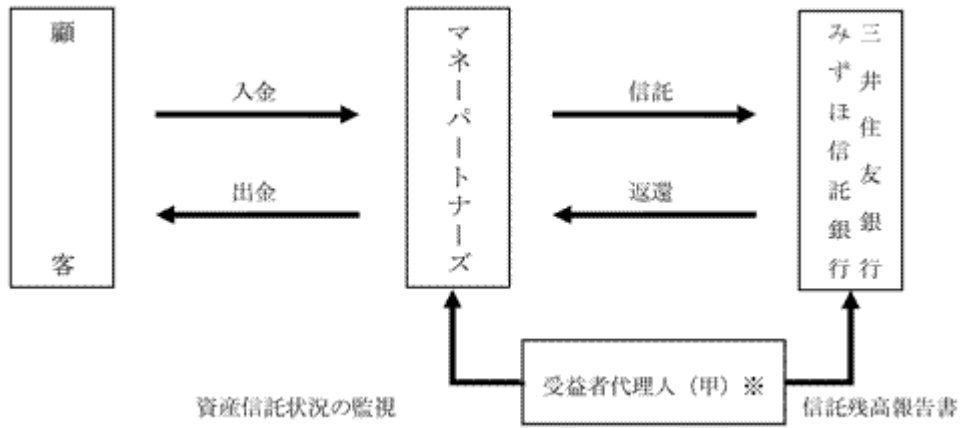 顧客
入金
出金
マネーパートナーズ
信託
返還
三井住友銀行
みずほ信託銀行
受益者代理人（甲）※
資産信託状況の監視
信託残高報告書